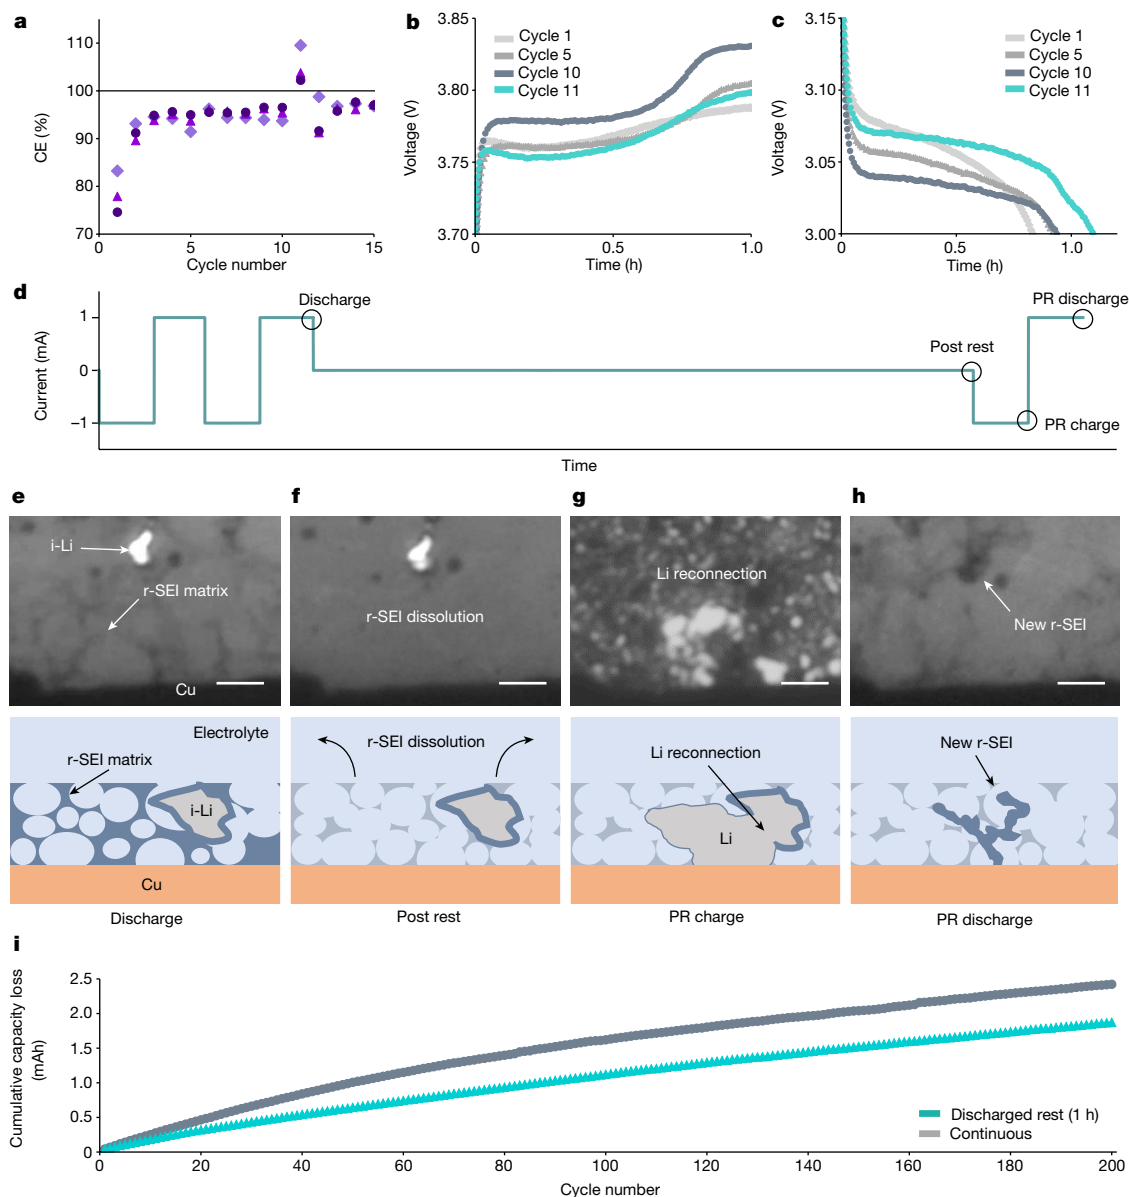 a
CE (%)
110
100
90
80
70
0
5
10
15
Cycle number
b
Voltage (V)
3.85
3.80
3.75
3.70
Cycle 1
Cycle 5
Cycle 10
Cycle 11
0
0.5
1.0
Time (h)
c
Voltage (V)
3.15
3.10
3.05
3.00
Cycle 1
Cycle 5
Cycle 10
Cycle 11
0
0.5
1.0
Time (h)
d
Current (mA)
1
0
−1
Discharge
Post rest
PR discharge
PR charge
Time
e
i-Li
r-SEI matrix
Cu
f
r-SEI dissolution
g
Li reconnection
h
New r-SEI
Electrolyte
r-SEI matrix
i-Li
Cu
Discharge
r-SEI dissolution
Post rest
Li reconnection
Li
PR charge
New r-SEI
PR discharge
i
Cumulative capacity loss
(mAh)
2.5
2.0
1.5
1.0
0.5
0
Discharged rest (1 h)
Continuous
0
20
40
60
80
100
120
140
160
180
200
Cycle number